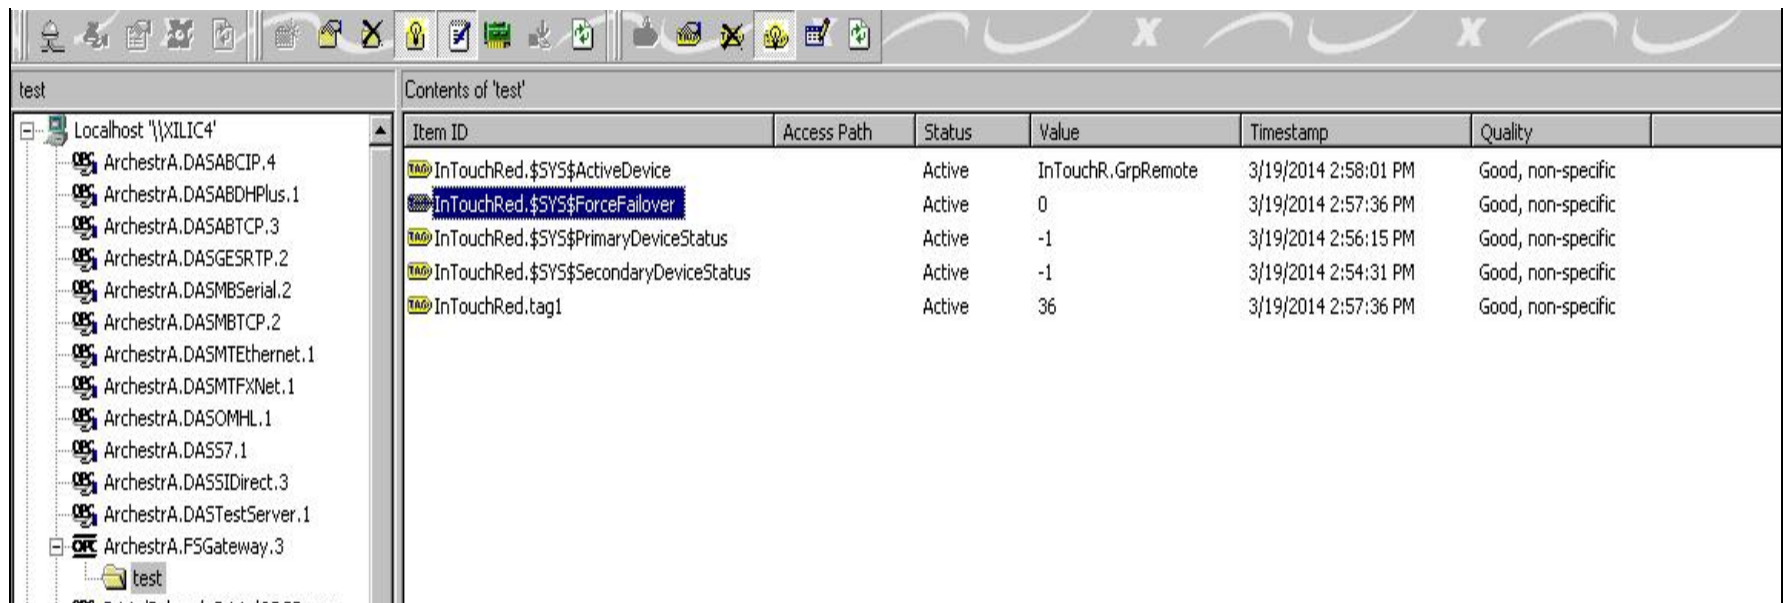 test
Contents of 'test'
Localhost '\\XILIC4'
ArchestrA.DASABCIP.4
ArchestrA.DASABDHPlus.1
ArchestrA.DASABTCP.3
ArchestrA.DASGESRTP.2
ArchestrA.DASMBSerial.2
ArchestrA.DASMBTCP.2
ArchestrA.DASMTEthernet.1
ArchestrA.DASMTFXNet.1
ArchestrA.DASOMHL.1
ArchestrA.DASS7.1
ArchestrA.DASSIDirect.3
ArchestrA.DASTestServer.1
ArchestrA.FSGateway.3
test
Item ID Access Path Status Value Timestamp Quality
InTouchRed.$SYS$ActiveDevice Active InTouchR.GrpRemote 3/19/2014 2:58:01 PM Good, non-specific
InTouchRed.$SYS$ForceFailover Active 0 3/19/2014 2:57:36 PM Good, non-specific
InTouchRed.$SYS$PrimaryDeviceStatus Active -1 3/19/2014 2:56:15 PM Good, non-specific
InTouchRed.$SYS$SecondaryDeviceStatus Active -1 3/19/2014 2:54:31 PM Good, non-specific
InTouchRed.tag1 Active 36 3/19/2014 2:57:36 PM Good, non-specific